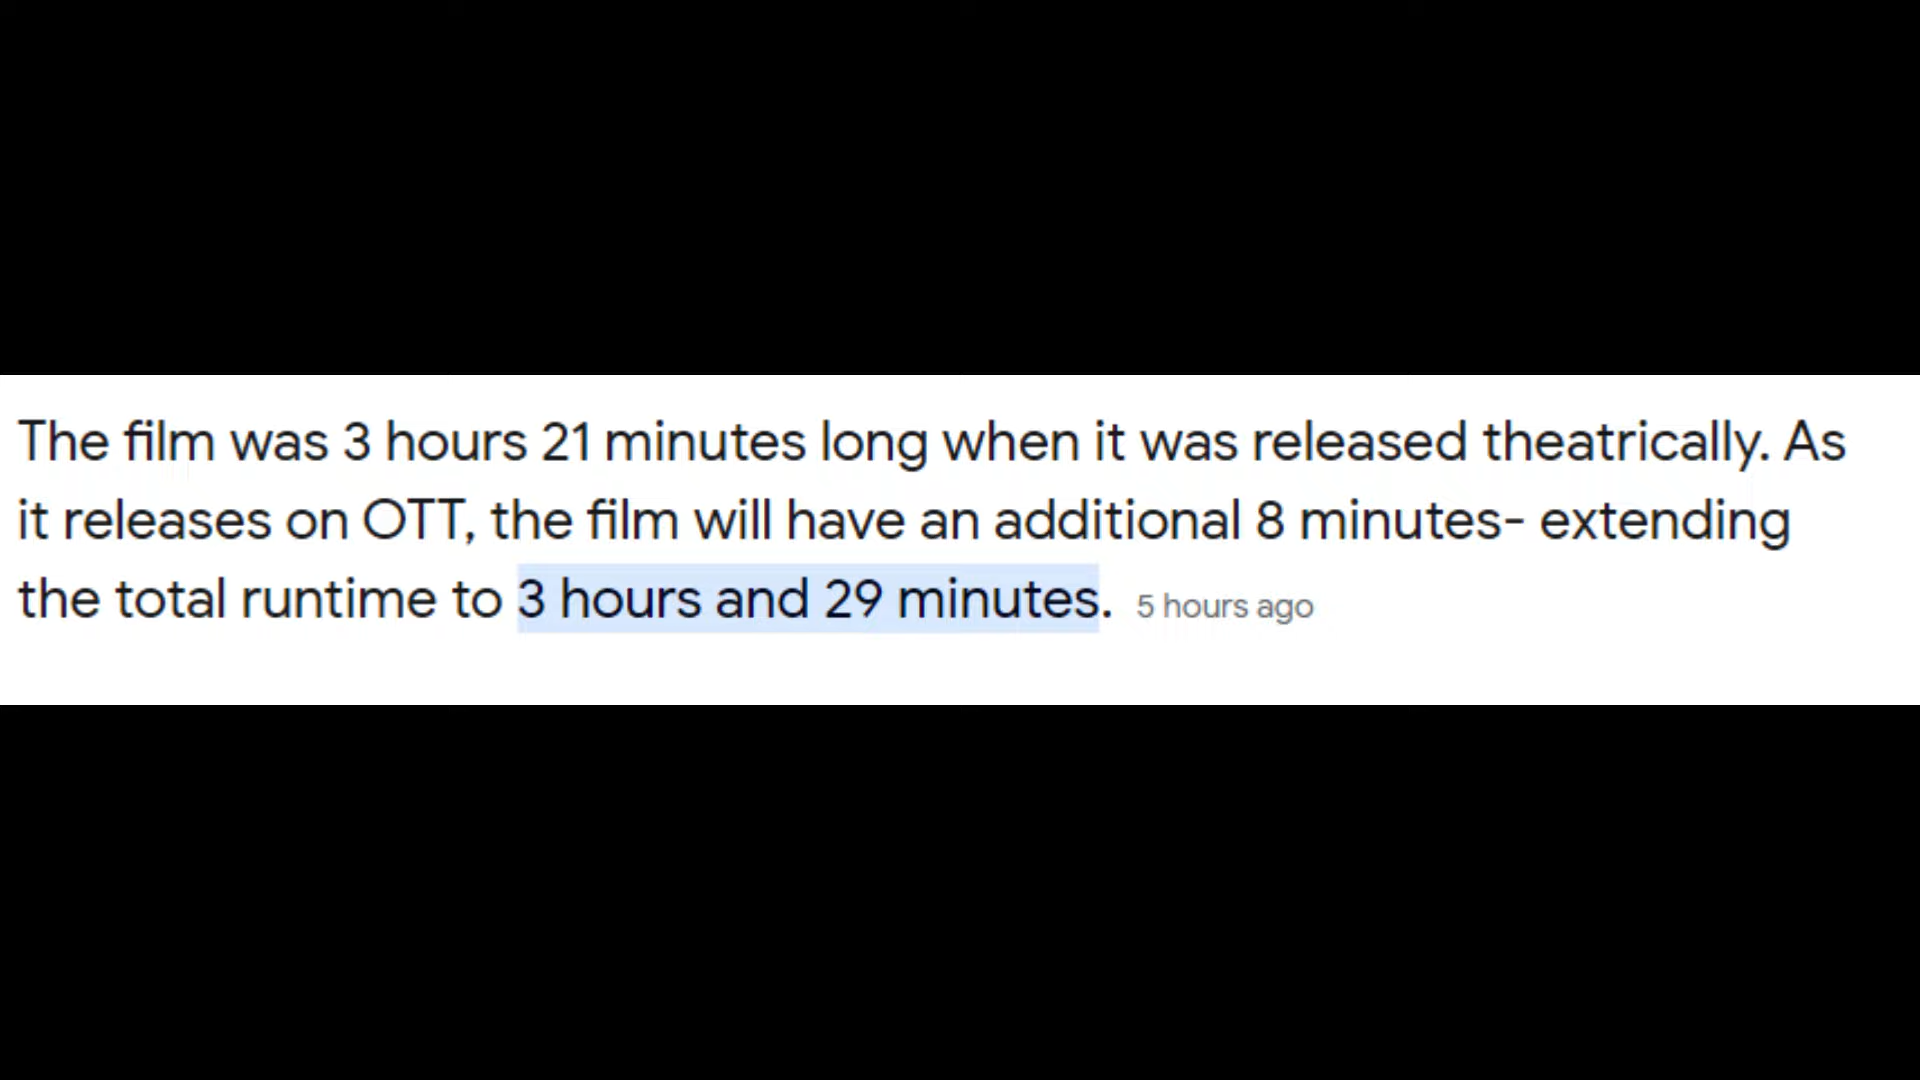 The film was 3 hours 21 minutes long when it was released theatrically. As
it releases on OTT, the film will have an additional 8 minutes- extending
the total runtime to 3 hours and 29 minutes. 5 hours ago